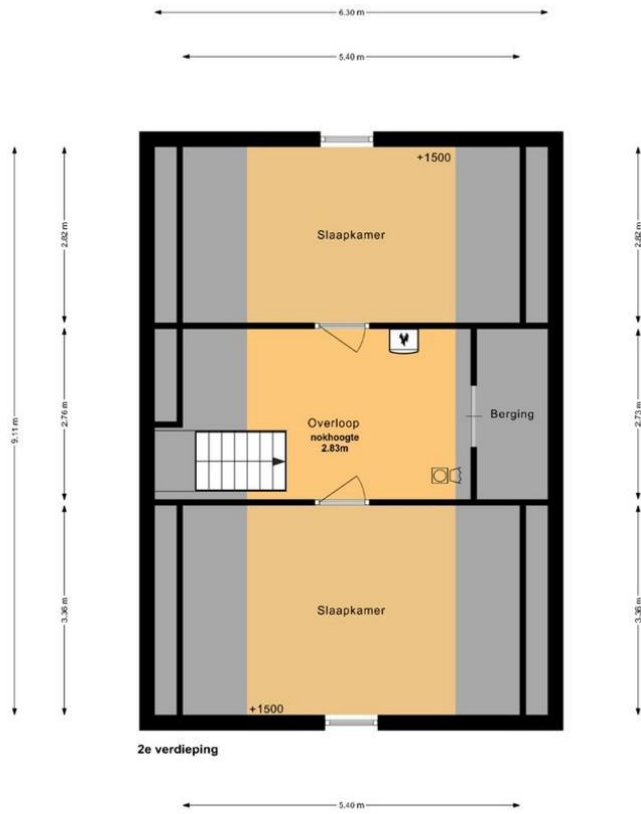 6.30 m
5.40 m
+1500
2.82 m
2.82 m
Slaapkamer
9.11 m
2.76 m
2.73 m
Overloop
nokhoogte
2.83m
Berging
3.36 m
3.36 m
Slaapkamer
+1500
2e verdieping
5.40 m